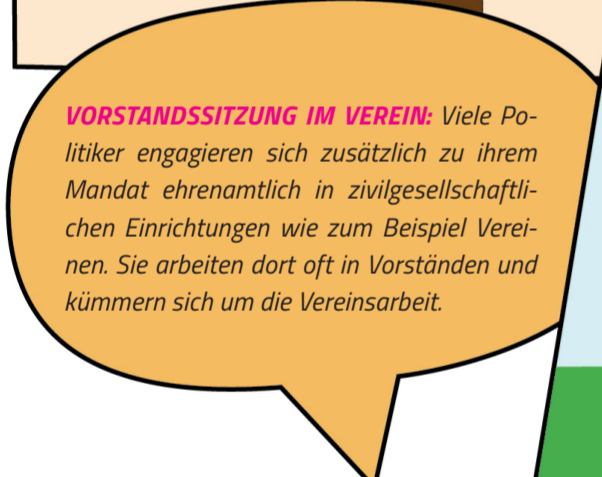 VORSTANDSSITZUNG IM VEREIN: Viele Po-
litiker engagieren sich zusätzlich zu ihrem
Mandat ehrenamtlich in zivilgesellschaftli-
chen Einrichtungen wie zum Beispiel Verei-
nen. Sie arbeiten dort oft in Vorständen und
kümmern sich um die Vereinsarbeit.